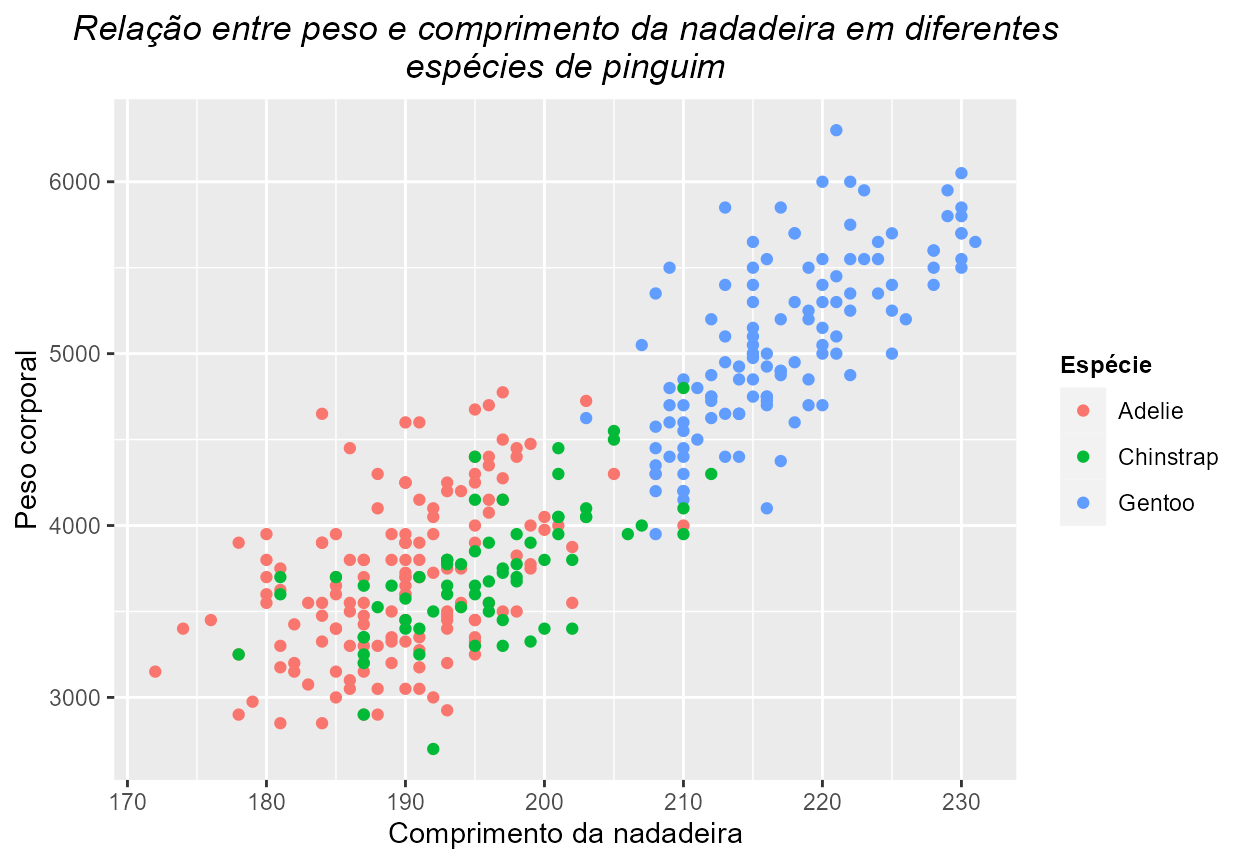 Relação entre peso e comprimento da nadadeira em diferentes
espécies de pinguim
6000
5000
4000
3000
Peso corporal
170 180 190 200 210 220 230
Comprimento da nadadeira
Espécie
Adelie
Chinstrap
Gentoo